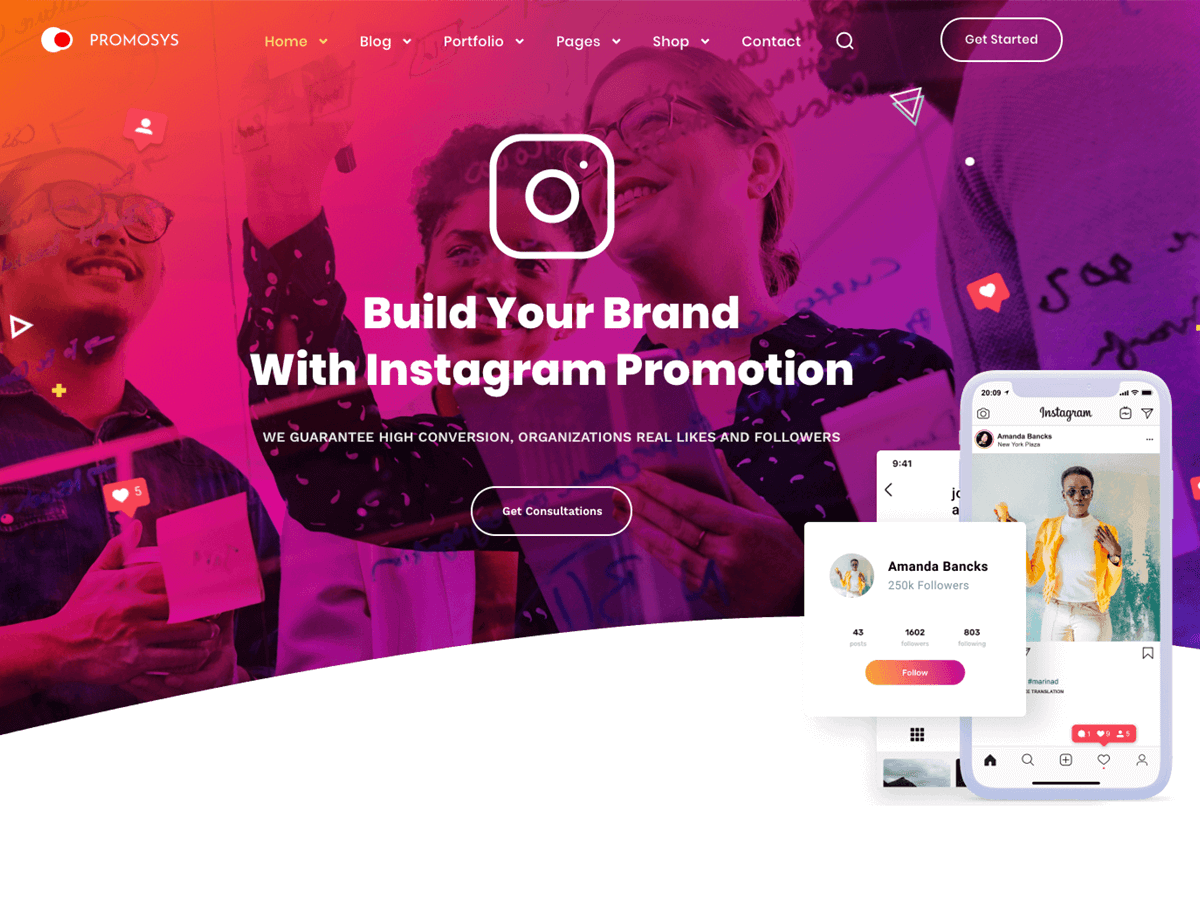 PROMOSYS
Home
Blog
Portfolio
Pages
Shop
Contact
Get Started
Build Your Brand
With Instagram Promotion
WE GUARANTEE HIGH CONVERSION, ORGANIZATIONS REAL LIKES AND FOLLOWERS
Get Consultations
5
20:09
Instagram
Amanda Bancks
New York Plaza
9:41
Amanda Bancks
250k Followers
43
1602
803
posts
followers
following
Follow
#marinad
TRANSLATION
1 9 5